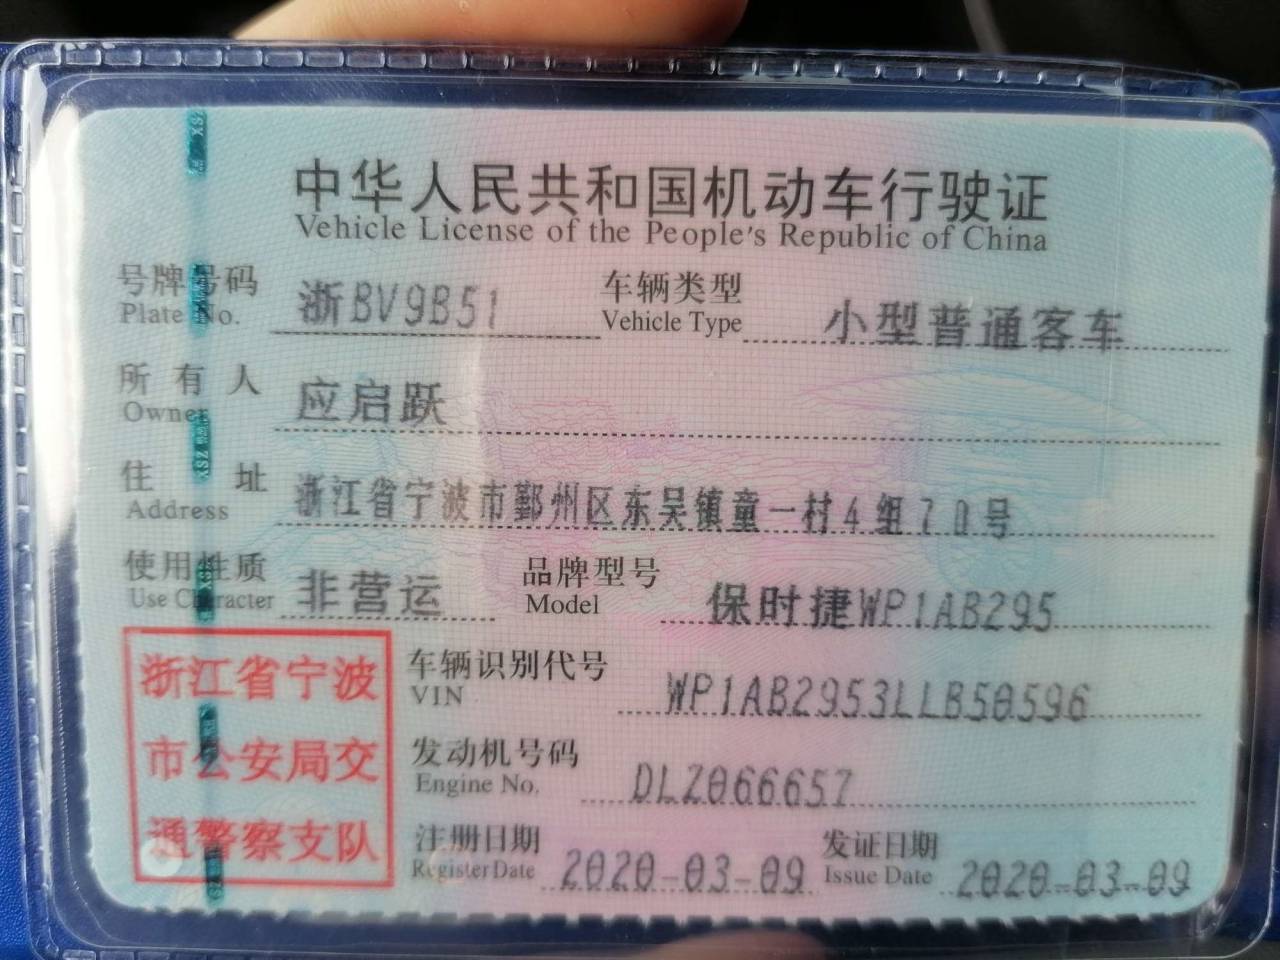 中华人民共和国机动车行驶证
Vehicle License of the People's Republic of China
号牌号码 浙BV9B51 车辆类型 小型普通客车
Plate No. Vehicle Type
所有人 应启跃
Owner
住址 浙江省宁波市鄞州区东吴镇童一村4组70号
Address
使用性质 非营运 品牌型号 保时捷WP1AB295
Use Character Model
浙江省宁波
市公安局交
通警察支队
车辆识别代号 WP1AB2953LLB50596
VIN
发动机号码 DLZ066657
Engine No.
注册日期 2020-03-09 发证日期 2020-03-09
Register Date Issue Date